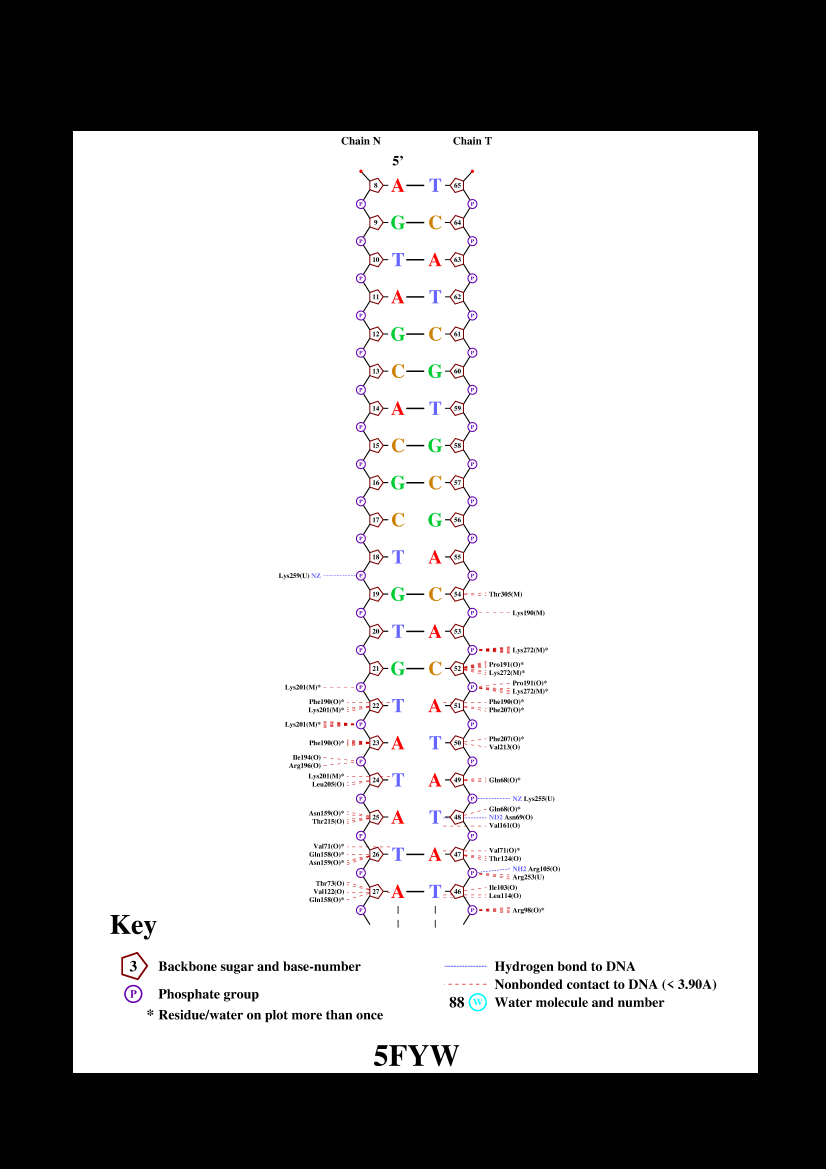 Chain N Chain T
5’
8 A T 65
P P
9 G C 64
P P
10 T A 63
P P
11 A T 62
P P
12 G C 61
P P
13 C G 60
P P
14 A T 59
P P
15 C G 58
P P
16 G C 57
P P
17 C G 56
P P
18 T A 55
Lys259(U) NZ P P
19 G C 54 Thr305(M)
P P Lys190(M)
20 T A 53
P P Lys272(M)*
21 G C 52 Pro191(O)*
Lys272(M)*
Lys201(M)* P P Pro191(O)*
Lys272(M)*
Phe190(O)* 22 T A 51 Phe190(O)*
Lys201(M)* Phe207(O)*
Lys201(M)* P P
Phe190(O)* 23 A T 50 Phe207(O)*
Val213(O)
Ile194(O) P P
Arg196(O)
Lys201(M)* 24 T A 49 Gln68(O)*
Leu205(O)
P P NZ Lys255(U)
Asn159(O)* 25 A T 48 Gln68(O)*
Thr215(O) ND2 Asn69(O)
Val161(O)
P P
Val71(O)* 26 T A 47 Val71(O)*
Gln158(O)* Thr124(O)
Asn159(O)*
P P NH2 Arg105(O)
Arg253(U)
Thr73(O) 27 A T 46 Ile103(O)
Val122(O) Leu114(O)
Gln158(O)*
P P Arg98(O)*
Key
3 Backbone sugar and base-number
P Phosphate group
* Residue/water on plot more than once
Hydrogen bond to DNA
Nonbonded contact to DNA (< 3.90A)
88 W Water molecule and number
5FYW